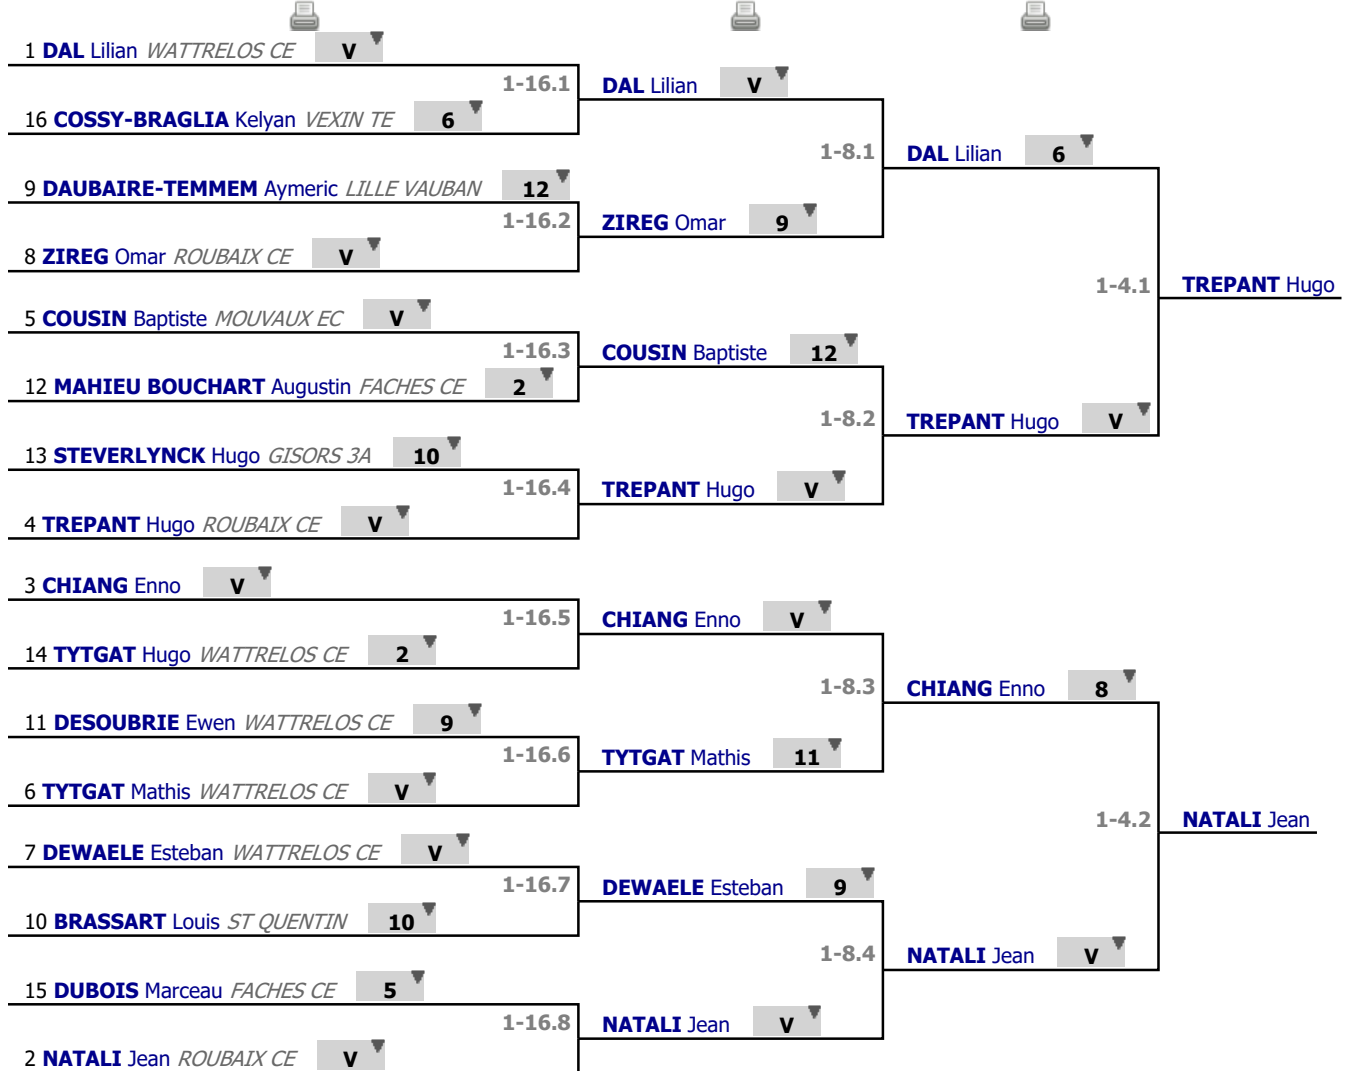 1 DAL Lilian WATTRELOS CE V
1-16.1
16 COSSY-BRAGLIA Kelyan VEXIN TE 6
9 DAUBAIRE-TEMMEM Aymeric LILLE VAUBAN 12
1-16.2
8 ZIREG Omar ROUBAIX CE V
5 COUSIN Baptiste MOUVAUX EC V
1-16.3
12 MAHIEU BOUCHART Augustin FACHES CE 2
13 STEVERLYNCK Hugo GISORS 3A 10
1-16.4
4 TREPANT Hugo ROUBAIX CE V
3 CHIANG Enno V
1-16.5
14 TYTGAT Hugo WATTRELOS CE 2
11 DESOUBRIE Ewen WATTRELOS CE 9
1-16.6
6 TYTGAT Mathis WATTRELOS CE V
7 DEWAELE Esteban WATTRELOS CE V
1-16.7
10 BRASSART Louis ST QUENTIN 10
15 DUBOIS Marceau FACHES CE 5
1-16.8
2 NATALI Jean ROUBAIX CE V
DAL Lilian V
1-8.1
ZIREG Omar 9
COUSIN Baptiste 12
1-8.2
TREPANT Hugo V
CHIANG Enno V
1-8.3
TYTGAT Mathis 11
DEWAELE Esteban 9
1-8.4
NATALI Jean V
DAL Lilian 6
1-4.1
TREPANT Hugo V
CHIANG Enno 8
1-4.2
NATALI Jean V
TREPANT Hugo
NATALI Jean